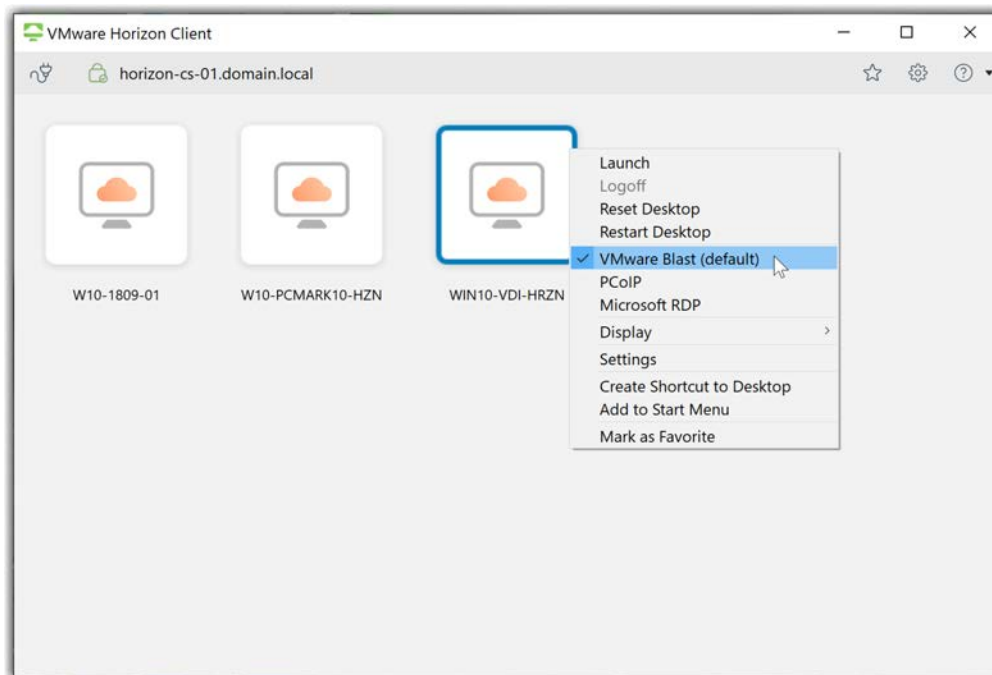 VMware Horizon Client
horizon-cs-01.domain.local
W10-1809-01
W10-PCMARK10-HZN
WIN10-VDI-HRZN
Launch
Logoff
Reset Desktop
Restart Desktop
VMware Blast (default)
PCoIP
Microsoft RDP
Display
Settings
Create Shortcut to Desktop
Add to Start Menu
Mark as Favorite